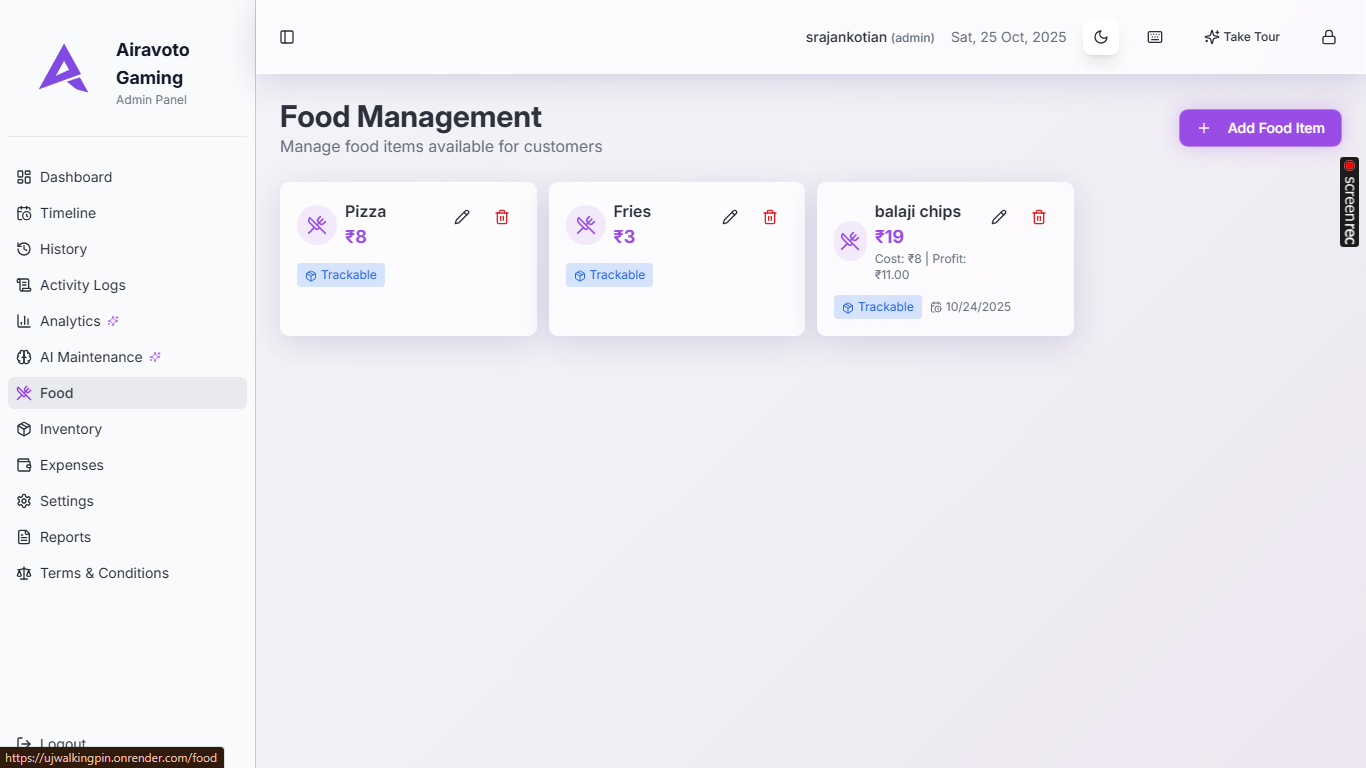 Airavoto
Gaming
Admin Panel
Dashboard
Timeline
History
Activity Logs
Analytics
AI Maintenance
Food
Inventory
Expenses
Settings
Reports
Terms & Conditions
Logout
https://ujwalkingpin.onrender.com/food
srajankotian (admin) Sat, 25 Oct, 2025 Take Tour
Food Management
Manage food items available for customers
Add Food Item
Pizza
₹8
Trackable
Fries
₹3
Trackable
balaji chips
₹19
Cost: ₹8 | Profit:
₹11.00
Trackable 10/24/2025
screenrec